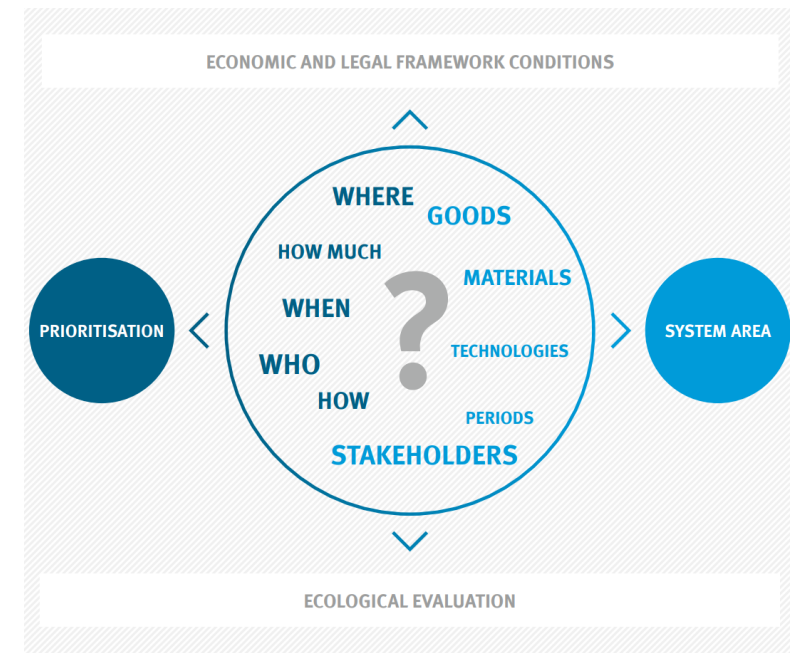 ECONOMIC AND LEGAL FRAMEWORK CONDITIONS
WHERE
GOODS
HOW MUCH
MATERIALS
WHEN
?
PRIORITISATION
SYSTEM AREA
TECHNOLOGIES
WHO
HOW
PERIODS
STAKEHOLDERS
ECOLOGICAL EVALUATION